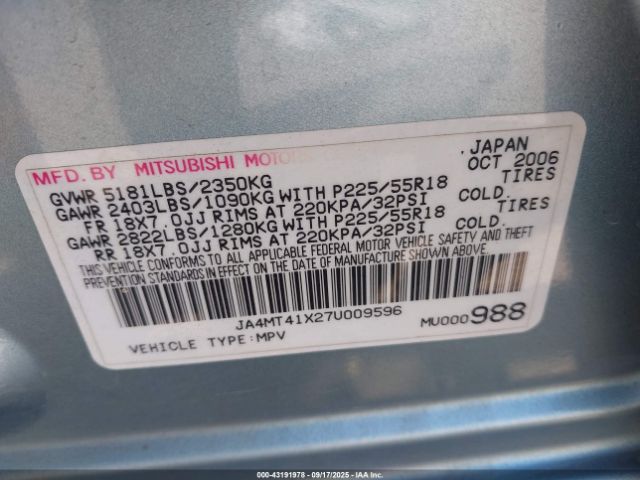 MFD. BY MITSUBISHI MOTORS JAPAN
GVWR 5181LBS/2350KG OCT 2006
GAWR 2403LBS/1090KG WITH P225/55R18 TIRES
FR 18X7.0JJ RIMS AT 220KPA/32PSI COLD.
GAWR 2822LBS/1280KG WITH P225/55R18 TIRES
RR 18X7.0JJ RIMS AT 220KPA/32PSI COLD.
THIS VEHICLE CONFORMS TO ALL APPLICABLE FEDERAL MOTOR VEHICLE SAFETY AND THEFT
PREVENTION STANDARDS IN EFFECT ON THE DATE OF MANUFACTURE SHOWN ABOVE.
JA4MT41X27U009596
VEHICLE TYPE:MPV MU000988
000-43191978 - 09/17/2025 - IAAI, Inc.